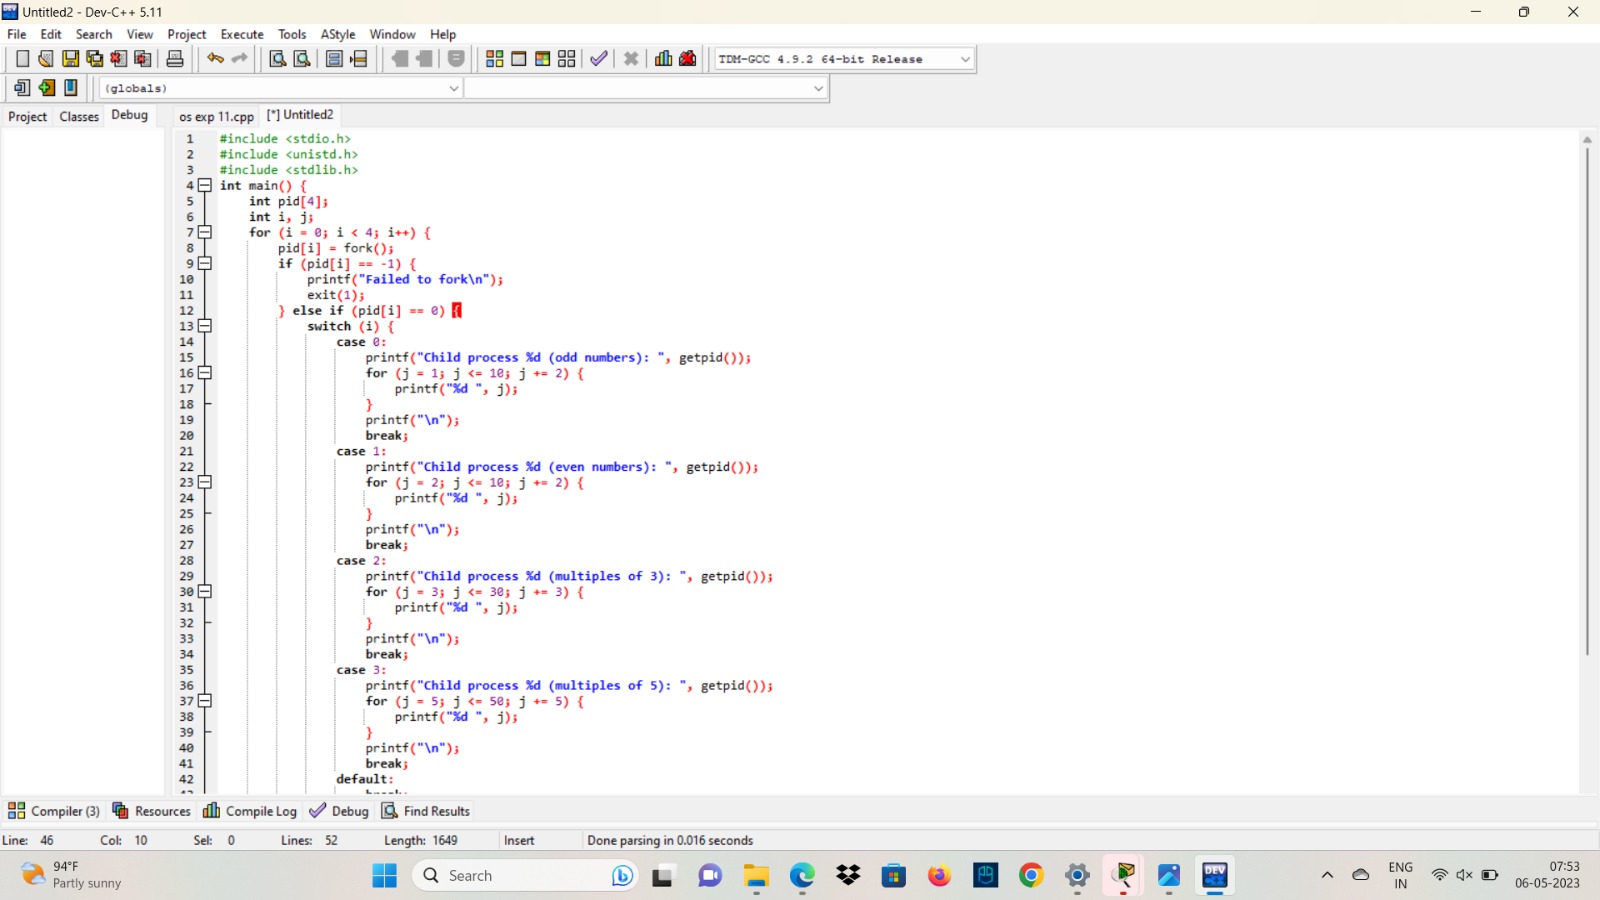 Untitled2 - Dev-C++ 5.11
File Edit Search View Project Execute Tools AStyle Window Help
TDM-GCC 4.9.2 64-bit Release
(globals)
Project Classes Debug os exp 11.cpp [*] Untitled2
1 #include <stdio.h>
2 #include <unistd.h>
3 #include <stdlib.h>
4 int main() {
5 int pid[4];
6 int i, j;
7 for (i = 0; i < 4; i++) {
8 pid[i] = fork();
9 if (pid[i] == -1) {
10 printf("Failed to fork\n");
11 exit(1);
12 } else if (pid[i] == 0) {
13 switch (i) {
14 case 0:
15 printf("Child process %d (odd numbers): ", getpid());
16 for (j = 1; j <= 10; j += 2) {
17 printf("%d ", j);
18 }
19 printf("\n");
20 break;
21 case 1:
22 printf("Child process %d (even numbers): ", getpid());
23 for (j = 2; j <= 10; j += 2) {
24 printf("%d ", j);
25 }
26 printf("\n");
27 break;
28 case 2:
29 printf("Child process %d (multiples of 3): ", getpid());
30 for (j = 3; j <= 30; j += 3) {
31 printf("%d ", j);
32 }
33 printf("\n");
34 break;
35 case 3:
36 printf("Child process %d (multiples of 5): ", getpid());
37 for (j = 5; j <= 50; j += 5) {
38 printf("%d ", j);
39 }
40 printf("\n");
41 break;
42 default:
Compiler (3) Resources Compile Log Debug Find Results
Line: 46 Col: 10 Sel: 0 Lines: 52 Length: 1649 Insert Done parsing in 0.016 seconds
94°F
Partly sunny
Search
DEV
ENG
IN
07:53
06-05-2023